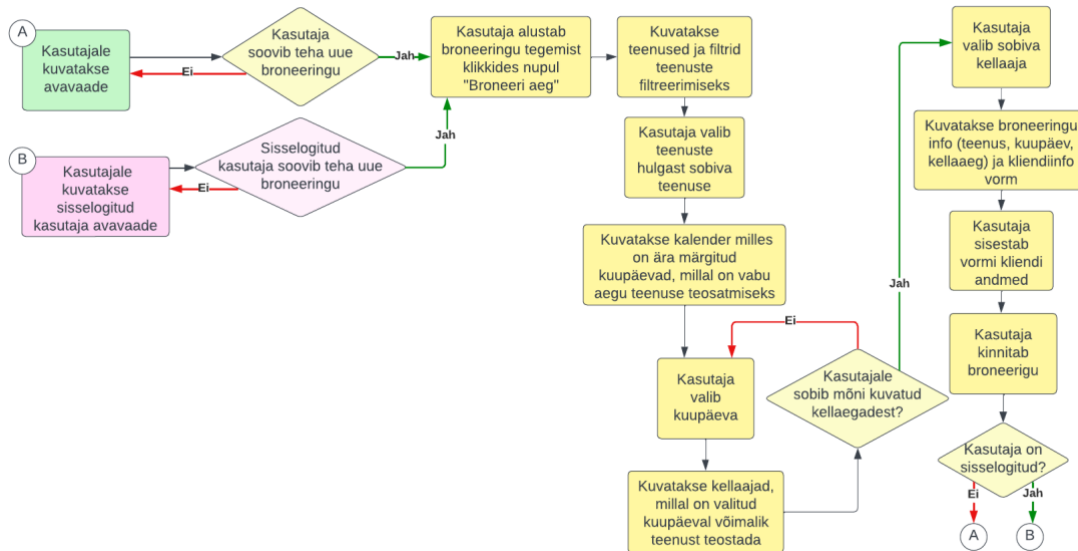 A
Kasutajale
kuvatakse
avavaade
Kasutaja
soovib teha uue
broneeringu
Ei
Jah
Kasutaja alustab
broneeringu tegemist
klikkides nupul
"Broneeri aeg"
B
Kasutajale
kuvatakse
sisselogitud
kasutaja avavaade
Sisselogitud
kasutaja soovib teha uue
broneeringu
Ei
Jah
Kuvatakse
teenused ja filtrid
teenuste
filtreerimiseks
Kasutaja valib
teenuste
hulgast sobiva
teenuse
Kuvatakse kalender milles
on ära märgitud
kuupäevad, millal on vabu
aegu teenuse teosatmiseks
Kasutaja
valib
kuupäeva
Kuvatakse kellaajad,
millal on valitud
kuupäeval võimalik
teenust teostada
Kasutajale
sobib mõni kuvatud
kellaegadest?
Ei
Jah
Kasutaja
valib sobiva
kellaaja
Kuvatakse broneeringu
info (teenus, kuupäev,
kellaaeg) ja kliendiinfo
vorm
Kasutaja
sisestab
vormi kliendi
andmed
Kasutaja
kinnitab
broneerigu
Kasutaja on
sisselogitud?
Ei
Jah
A
B